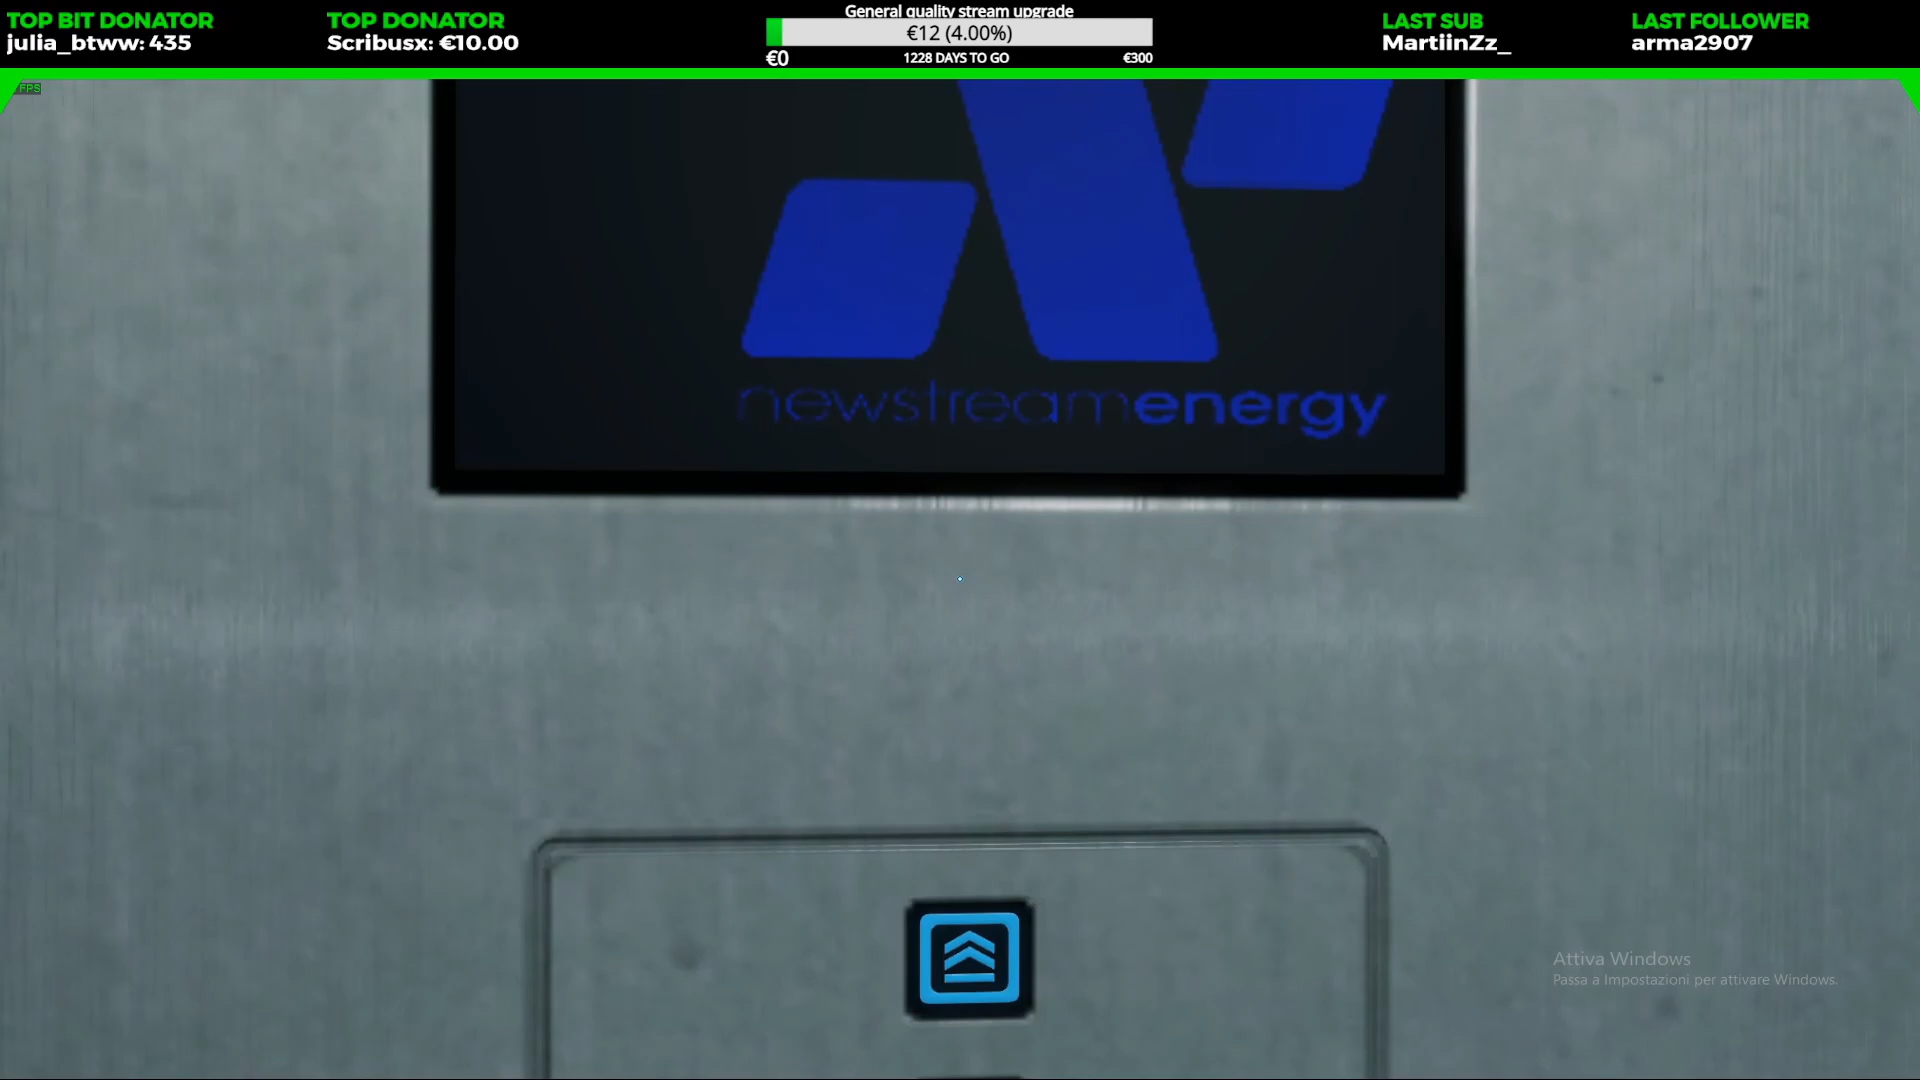 TOP BIT DONATOR
julia_btww: 435
TOP DONATOR
Scribusx: €10.00
General quality stream upgrade
€12 (4.00%)
€0
1228 DAYS TO GO
€300
LAST SUB
MartiinZz_
LAST FOLLOWER
arma2907
FPS
newstreamenergy
Attiva Windows
Passa a Impostazioni per attivare Windows.